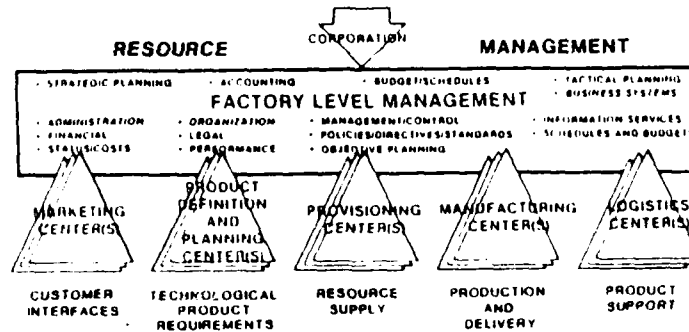 CORPORATION
RESOURCE MANAGEMENT
• STRATEGIC PLANNING • ACCOUNTING • BUDGET/SCHEDULES • TACTICAL PLANNING
• BUSINESS SYSTEMS
FACTORY LEVEL MANAGEMENT
• ADMINISTRATION • ORGANIZATION • MANAGEMENT/CONTROL • INFORMATION SERVICES
• FINANCIAL • LEGAL • POLICIES/DIRECTIVES/STANDARDS • SCHEDULES AND BUDGET
• STATUS/COSTS • PERFORMANCE • OBJECTIVE PLANNING
MARKETING
CENTER(S)
PRODUCT
DEFINITION
AND
PLANNING
CENTER(S)
PROVISIONING
CENTER(S)
MANUFACTURING
CENTER(S)
LOGISTICS
CENTER(S)
CUSTOMER
INTERFACES
TECHNOLOGICAL
PRODUCT
REQUIREMENTS
RESOURCE
SUPPLY
PRODUCTION
AND
DELIVERY
PRODUCT
SUPPORT